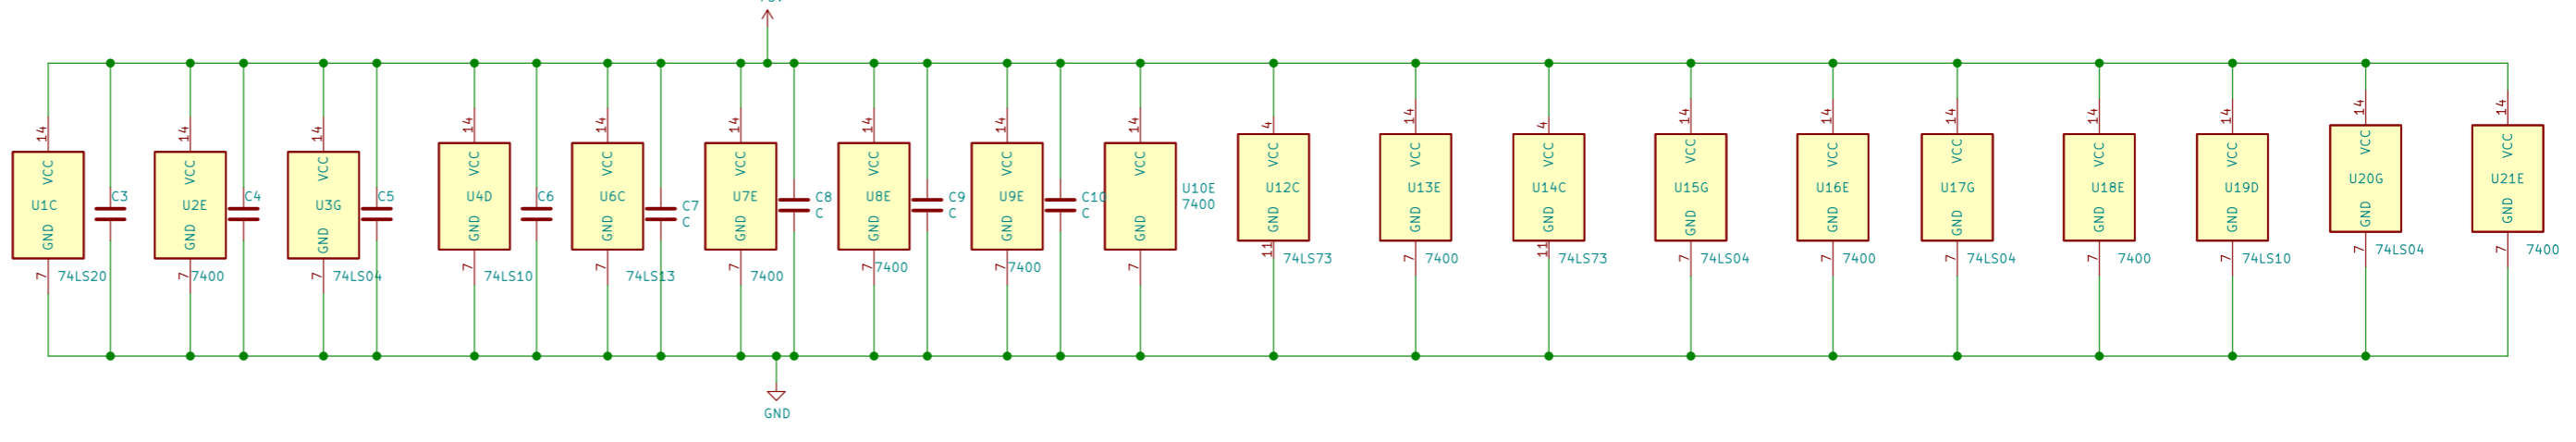 14
VCC
U1C
GND
7
74LS20
C3
14
VCC
U2E
GND
7
7400
C4
14
VCC
U3G
GND
7
74LS04
C5
14
VCC
U4D
GND
7
74LS10
C6
14
VCC
U6C
GND
7
74LS13
C7
C
14
VCC
U7E
GND
7
7400
C8
C
14
VCC
U8E
GND
7
7400
C9
C
14
VCC
U9E
GND
7
7400
C10
C
14
VCC
GND
7
U10E
7400
4
VCC
U12C
GND
11
74LS73
14
VCC
U13E
GND
7
7400
4
VCC
U14C
GND
11
74LS73
14
VCC
U15G
GND
7
74LS04
14
VCC
U16E
GND
7
7400
14
VCC
U17G
GND
7
74LS04
14
VCC
U18E
GND
7
7400
14
VCC
U19D
GND
7
74LS10
14
VCC
U20G
GND
7
74LS04
14
VCC
U21E
GND
7
7400
GND